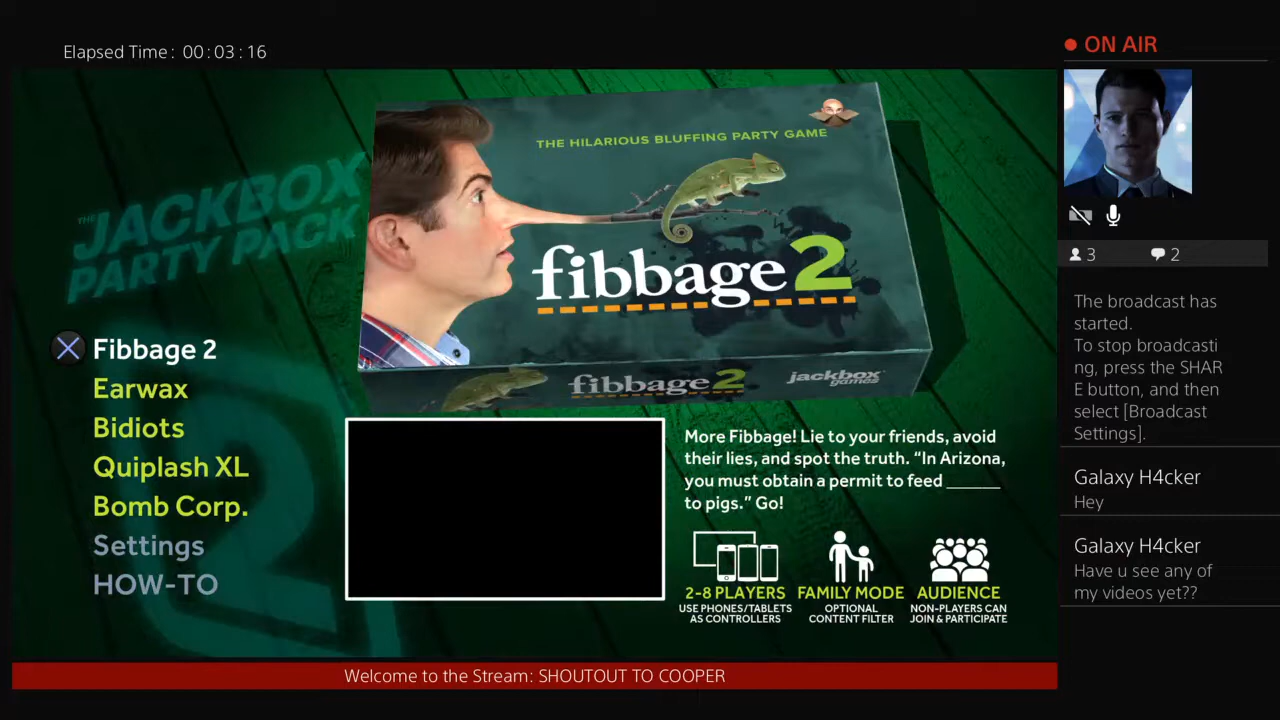 Elapsed Time: 00:03:16
ON AIR
THE HILARIOUS BLUFFING PARTY GAME
fibbage 2
fibbage 2
jackbox
games
THE
JACKBOX
PARTY PACK
2
Fibbage 2
Earwax
Bidiots
Quiplash XL
Bomb Corp.
Settings
HOW-TO
More Fibbage! Lie to your friends, avoid
their lies, and spot the truth. “In Arizona,
you must obtain a permit to feed ______
to pigs.” Go!
2-8 PLAYERS
USE PHONES/TABLETS
AS CONTROLLERS
FAMILY MODE
OPTIONAL
CONTENT FILTER
AUDIENCE
NON-PLAYERS CAN
JOIN & PARTICIPATE
Welcome to the Stream: SHOUTOUT TO COOPER
3 2
The broadcast has
started.
To stop broadcasti
ng, press the SHAR
E button, and then
select [Broadcast
Settings].
Galaxy H4cker
Hey
Galaxy H4cker
Have u see any of
my videos yet??